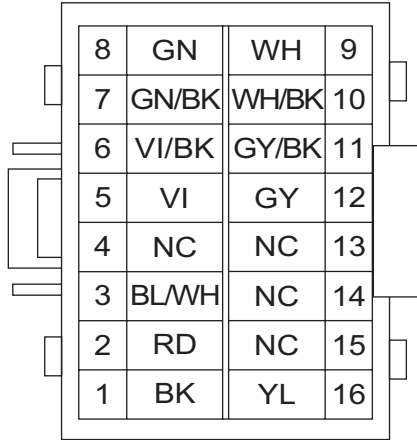 8 GN WH 9
7 GN/BK WH/BK 10
6 VI/BK GY/BK 11
5 VI GY 12
4 NC NC 13
3 BL/WH NC 14
2 RD NC 15
1 BK YL 16